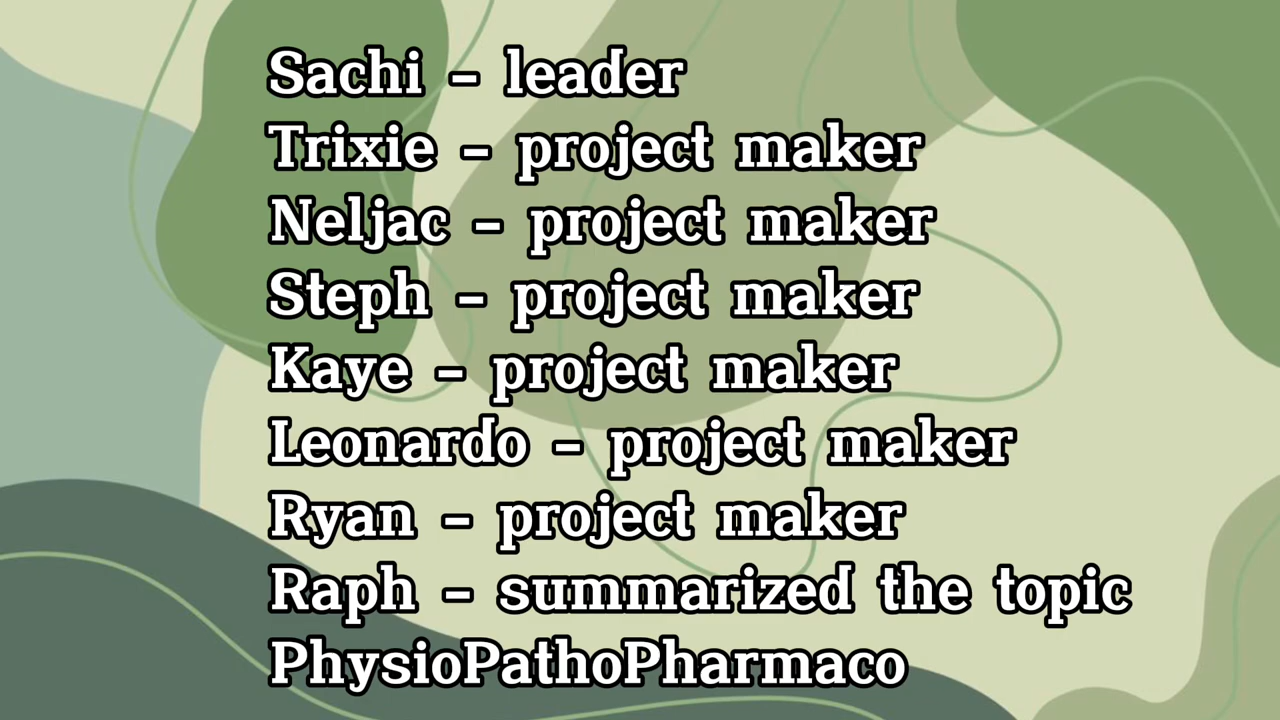 Sachi - leader
Trixie - project maker
Neljac - project maker
Steph - project maker
Kaye - project maker
Leonardo - project maker
Ryan - project maker
Raph - summarized the topic
PhysioPathoPharmaco